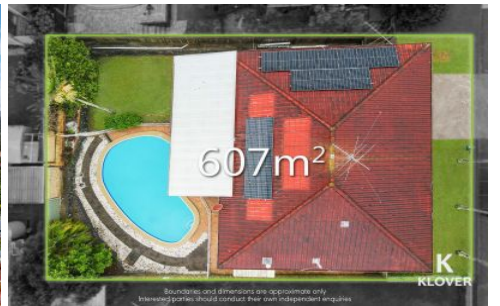 607m²
K
KLOVER
Boundaries and dimensions are approximate only
Interested parties should conduct their own independent enquiries